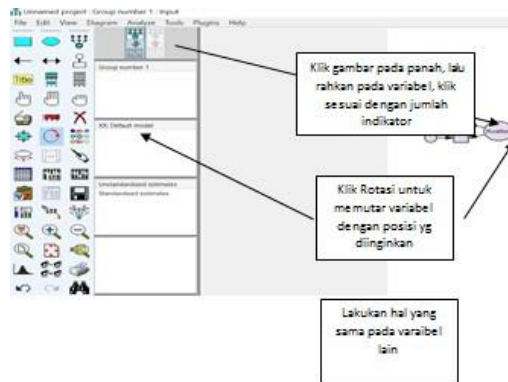 Unnamed project : Group number 1 : Input
File Edit View Diagram Analyze Tools Plugins Help
Title
Group number 1
XX: Default model
Unstandardized estimates
Standardized estimates
Klik gambar pada panah, lalu
rahkan pada variabel, klik
sesuai dengan jumlah
indikator
Klik Rotasi untuk
memutar variabel
dengan posisi yg
diinginkan
Lakukan hal yang
sama pada varaibel
lain